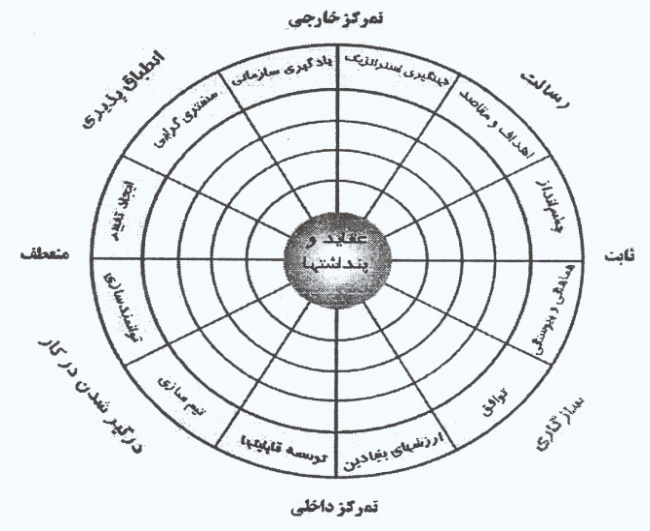 تمرکز خارجی
انطباق پذیری
رسالت
یادگیری سازمانی
جهتگیری استراتژیک
مشتری گرایی
اهداف و مقاصد
ایجاد تغییر
چشم‌انداز
عقاید و
پنداشتها
منعطف
ثابت
توانمندسازی
هماهنگی و پیوستگی
تیم سازی
توافق
توسعه قابلیتها
ارزشهای بنیادین
درگیر شدن در کار
سازگاری
تمرکز داخلی